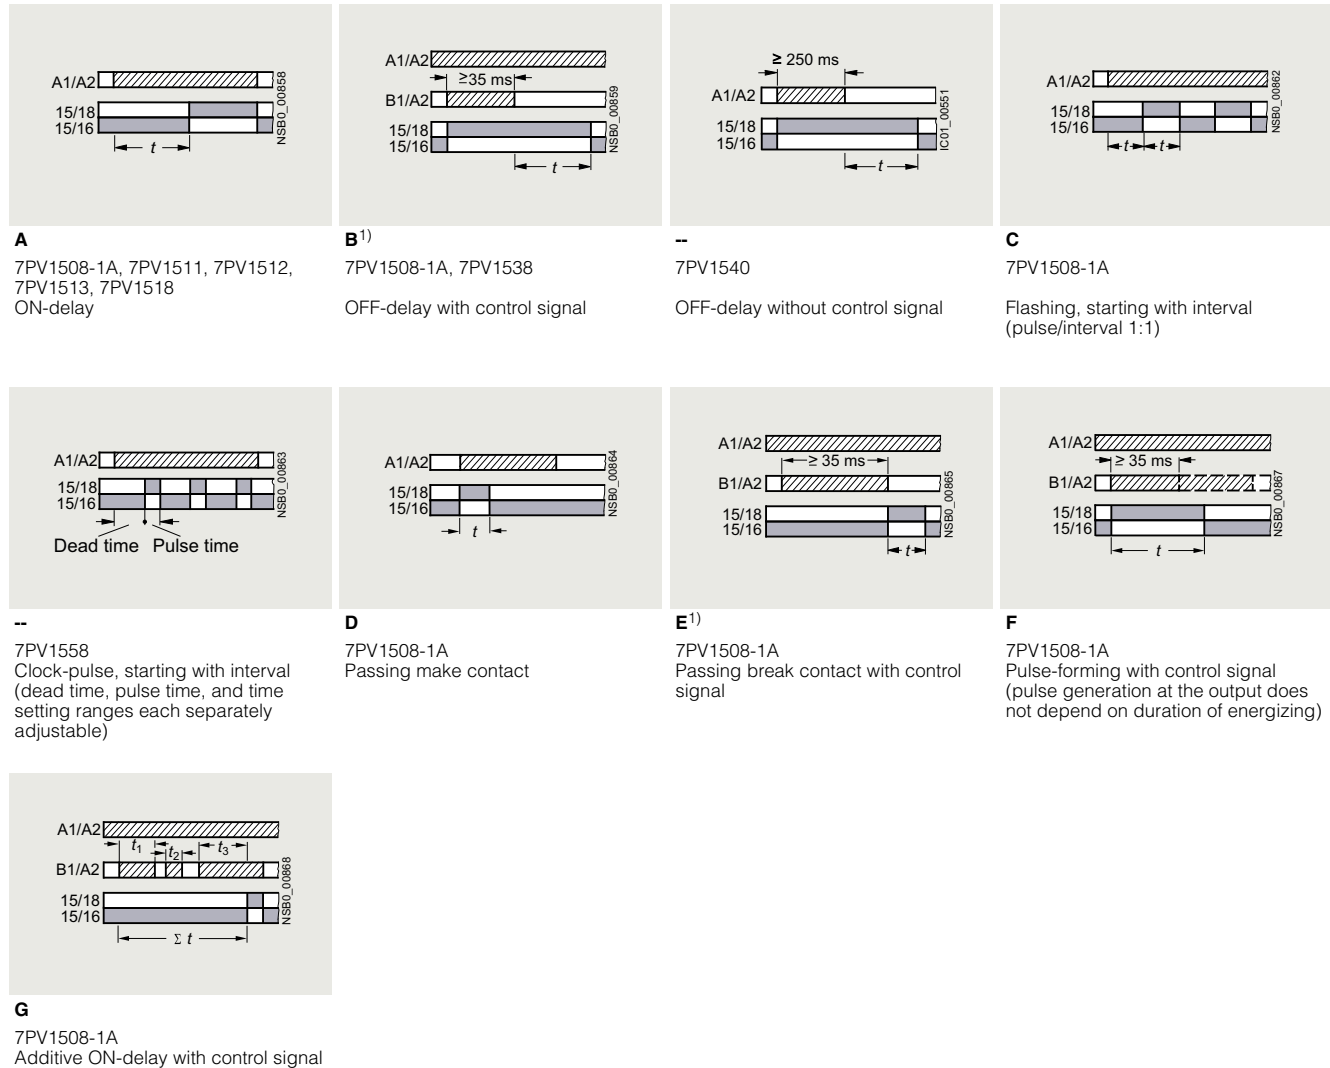 A1/A2
15/18
15/16
t
NSB0_00858
A
7PV1508-1A, 7PV1511, 7PV1512,
7PV1513, 7PV1518
ON-delay
A1/A2
≥35 ms
B1/A2
15/18
15/16
t
NSB0_00859
B1)
7PV1508-1A, 7PV1538
OFF-delay with control signal
≥ 250 ms
A1/A2
15/18
15/16
t
IC01_00551
--
7PV1540
OFF-delay without control signal
A1/A2
15/18
15/16
t t
NSB0_00862
C
7PV1508-1A
Flashing, starting with interval
(pulse/interval 1:1)
A1/A2
15/18
15/16
Dead time Pulse time
NSB0_00863
--
7PV1558
Clock-pulse, starting with interval
(dead time, pulse time, and time
setting ranges each separately
adjustable)
A1/A2
15/18
15/16
t
NSB0_00864
D
7PV1508-1A
Passing make contact
A1/A2
≥ 35 ms
B1/A2
15/18
15/16
t
NSB0_00865
E1)
7PV1508-1A
Passing break contact with control
signal
A1/A2
≥ 35 ms
B1/A2
15/18
15/16
t
NSB0_00867
F
7PV1508-1A
Pulse-forming with control signal
(pulse generation at the output does
not depend on duration of energizing)
A1/A2
t1 t2 t3
B1/A2
15/18
15/16
Σ t
NSB0_00868
G
7PV1508-1A
Additive ON-delay with control signal